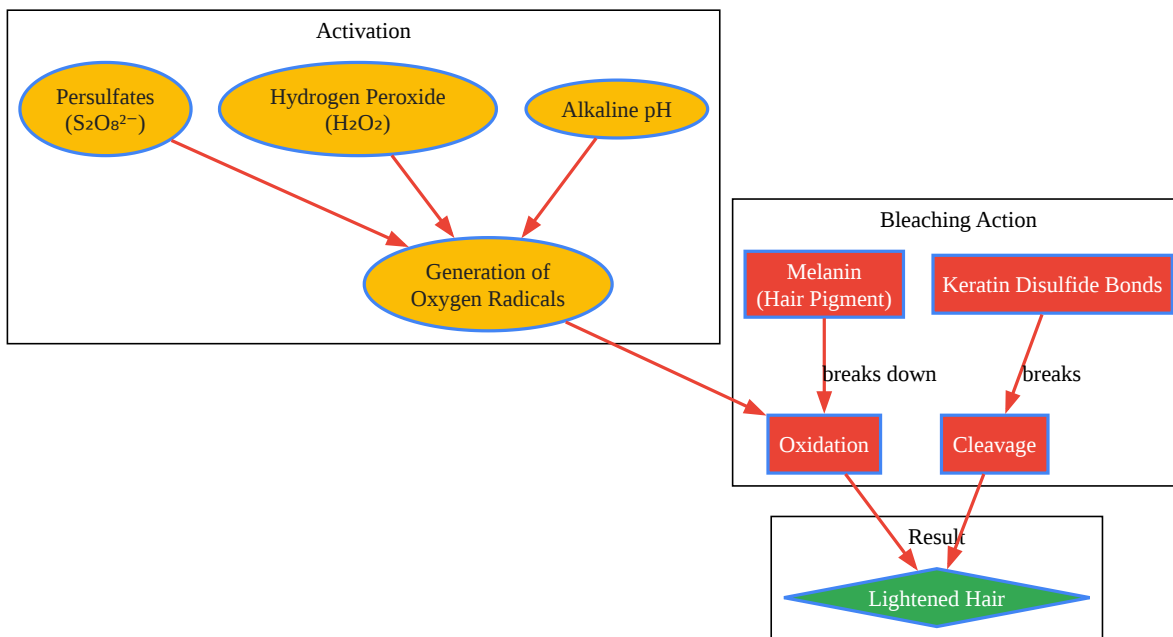 Activation
Persulfates
(S₂O₈²⁻)
Hydrogen Peroxide
(H₂O₂)
Alkaline pH
Generation of
Oxygen Radicals
Bleaching Action
Melanin
(Hair Pigment)
Keratin Disulfide Bonds
breaks down
breaks
Oxidation
Cleavage
Result
Lightened Hair